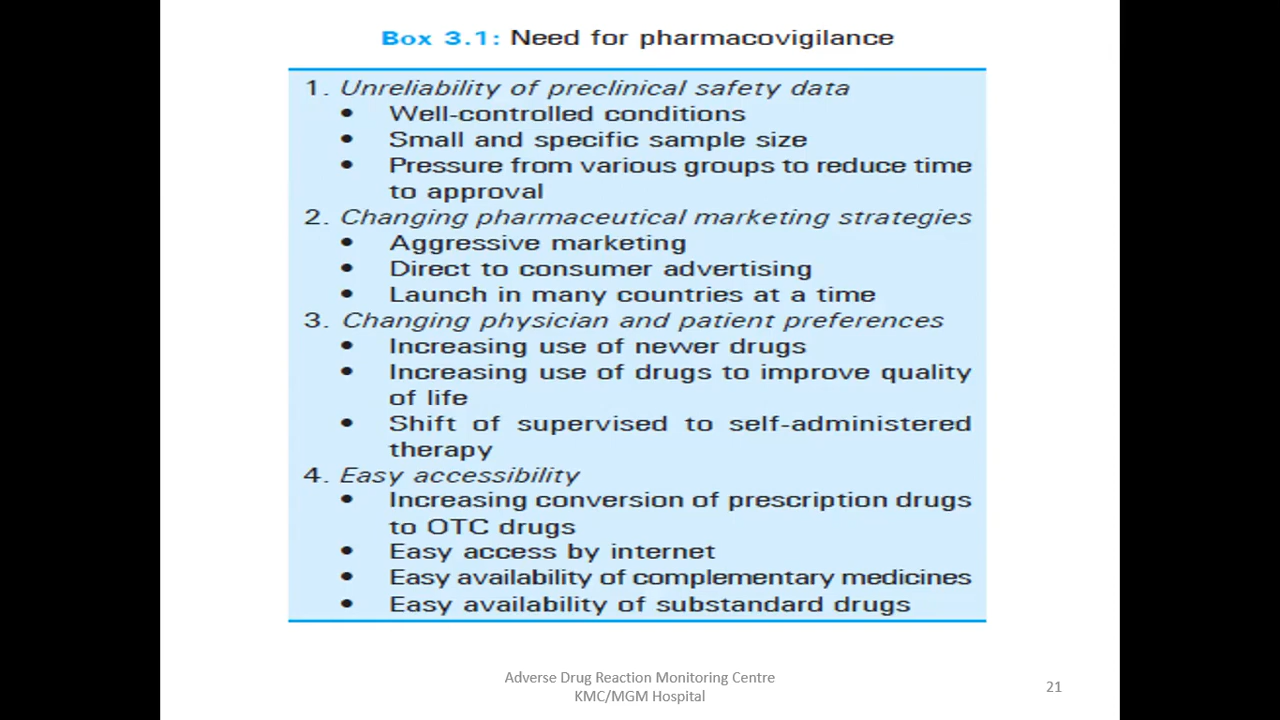 Box 3.1: Need for pharmacovigilance
1. Unreliability of preclinical safety data
• Well-controlled conditions
• Small and specific sample size
• Pressure from various groups to reduce time
to approval
2. Changing pharmaceutical marketing strategies
• Aggressive marketing
• Direct to consumer advertising
• Launch in many countries at a time
3. Changing physician and patient preferences
• Increasing use of newer drugs
• Increasing use of drugs to improve quality
of life
• Shift of supervised to self-administered
therapy
4. Easy accessibility
• Increasing conversion of prescription drugs
to OTC drugs
• Easy access by internet
• Easy availability of complementary medicines
• Easy availability of substandard drugs
Adverse Drug Reaction Monitoring Centre
KMC/MGM Hospital
21